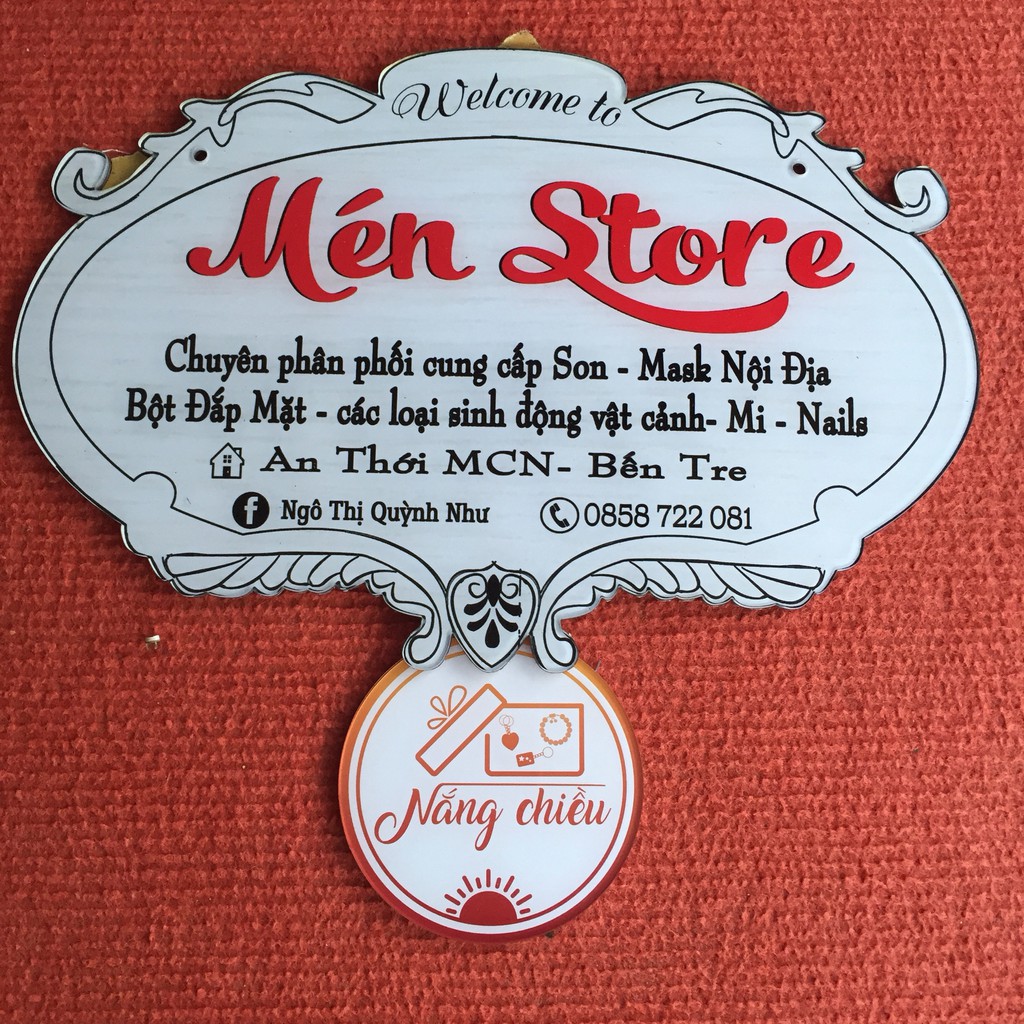 Welcome to
Mén Store
Chuyên phân phối cung cấp Son - Mask Nội Địa
Bột Đắp Mặt - các loại sinh động vật cảnh- Mi - Nails
An Thới MCN- Bến Tre
f Ngô Thị Quỳnh Như 0858 722 081
Nắng chiều